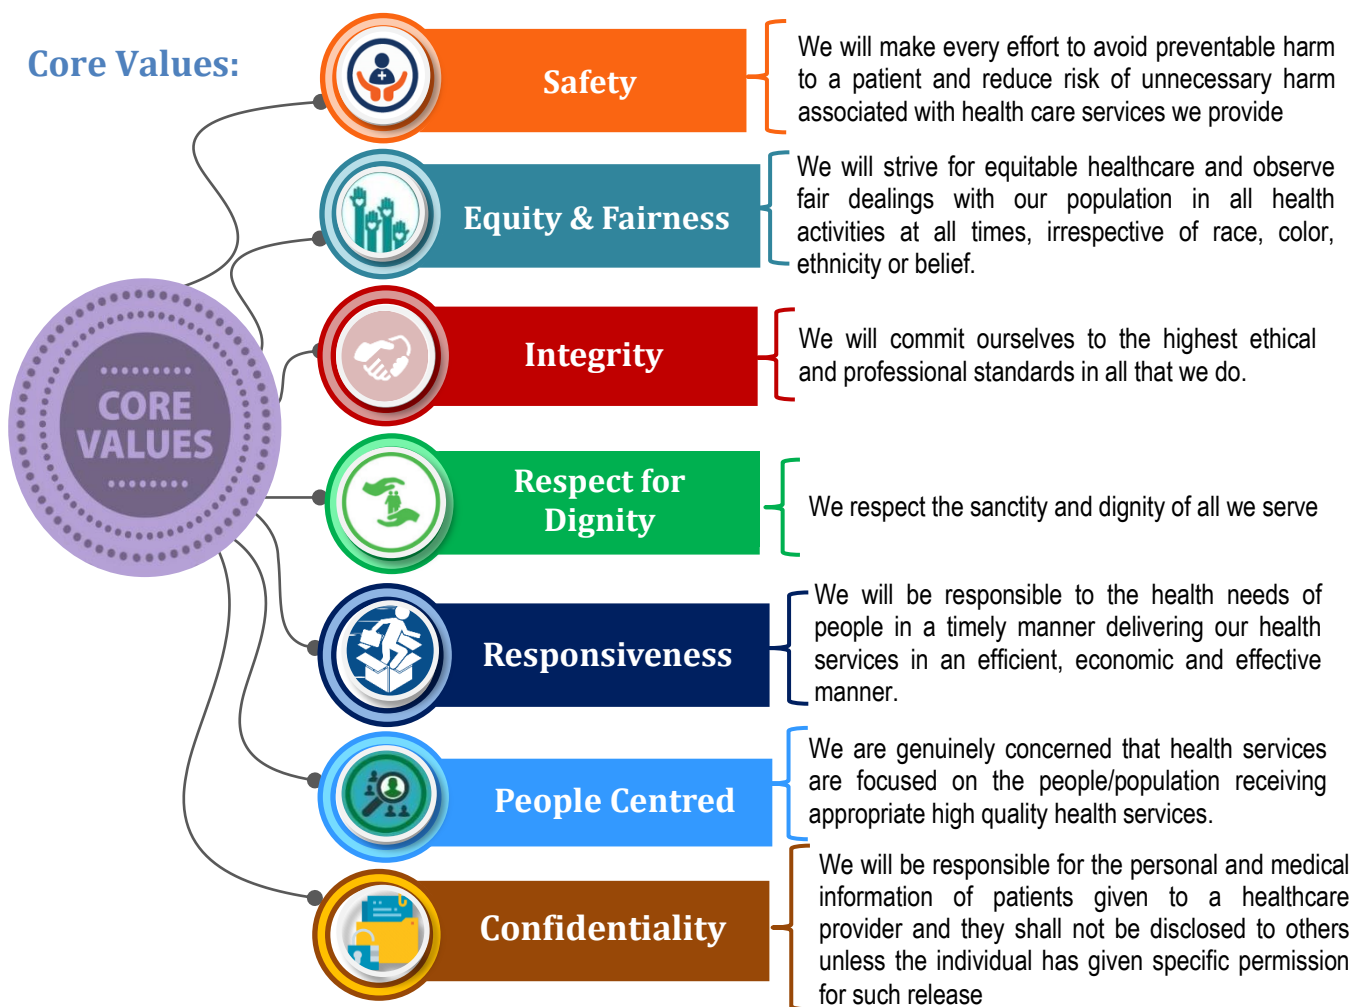 Core Values:
CORE
VALUES
Safety
We will make every effort to avoid preventable harm
to a patient and reduce risk of unnecessary harm
associated with health care services we provide
Equity & Fairness
We will strive for equitable healthcare and observe
fair dealings with our population in all health
activities at all times, irrespective of race, color,
ethnicity or belief.
Integrity
We will commit ourselves to the highest ethical
and professional standards in all that we do.
Respect for
Dignity
We respect the sanctity and dignity of all we serve
Responsiveness
We will be responsible to the health needs of
people in a timely manner delivering our health
services in an efficient, economic and effective
manner.
People Centred
We are genuinely concerned that health services
are focused on the people/population receiving
appropriate high quality health services.
Confidentiality
We will be responsible for the personal and medical
information of patients given to a healthcare
provider and they shall not be disclosed to others
unless the individual has given specific permission
for such release